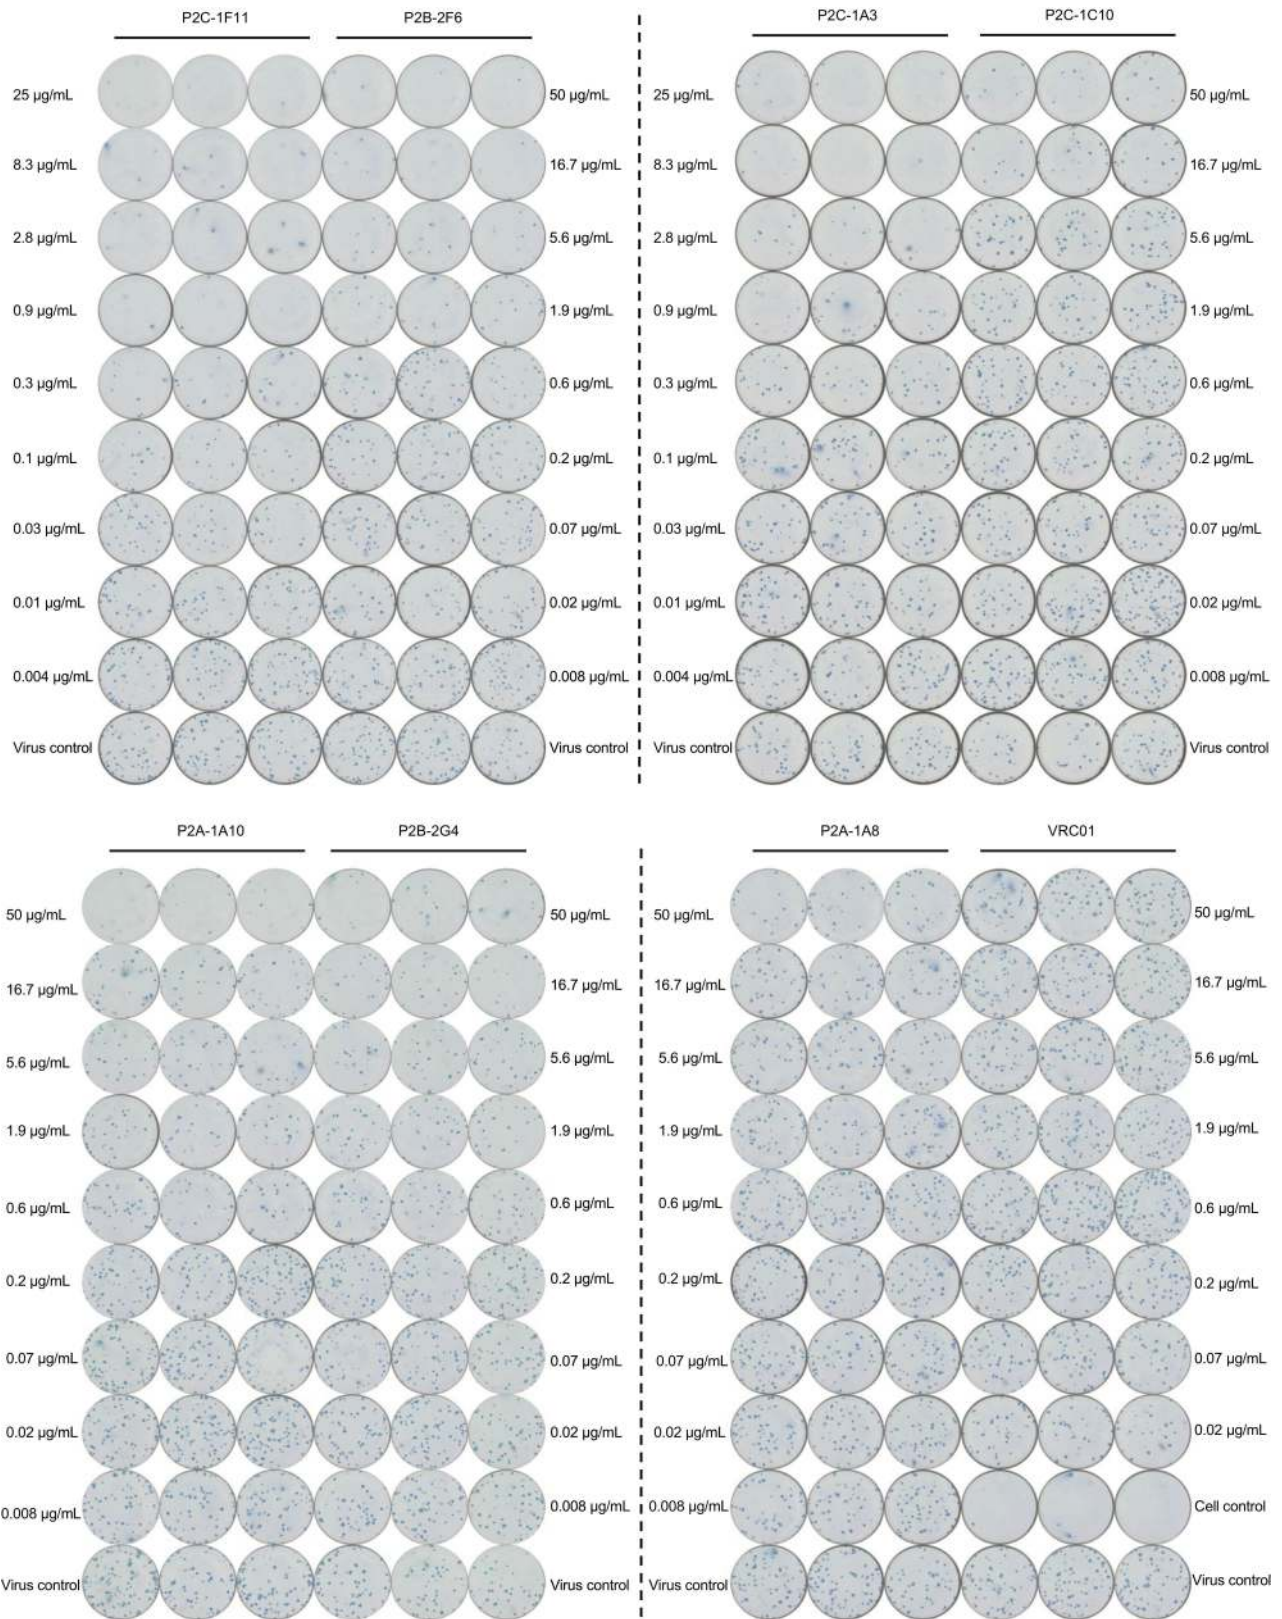 P2C-1F11 P2B-2F6 P2C-1A3 P2C-1C10
25 µg/mL 50 µg/mL 25 µg/mL 50 µg/mL
8.3 µg/mL 16.7 µg/mL 8.3 µg/mL 16.7 µg/mL
2.8 µg/mL 5.6 µg/mL 2.8 µg/mL 5.6 µg/mL
0.9 µg/mL 1.9 µg/mL 0.9 µg/mL 1.9 µg/mL
0.3 µg/mL 0.6 µg/mL 0.3 µg/mL 0.6 µg/mL
0.1 µg/mL 0.2 µg/mL 0.1 µg/mL 0.2 µg/mL
0.03 µg/mL 0.07 µg/mL 0.03 µg/mL 0.07 µg/mL
0.01 µg/mL 0.02 µg/mL 0.01 µg/mL 0.02 µg/mL
0.004 µg/mL 0.008 µg/mL 0.004 µg/mL 0.008 µg/mL
Virus control Virus control Virus control Virus control
P2A-1A10 P2B-2G4 P2A-1A8 VRC01
50 µg/mL 50 µg/mL 50 µg/mL 50 µg/mL
16.7 µg/mL 16.7 µg/mL 16.7 µg/mL 16.7 µg/mL
5.6 µg/mL 5.6 µg/mL 5.6 µg/mL 5.6 µg/mL
1.9 µg/mL 1.9 µg/mL 1.9 µg/mL 1.9 µg/mL
0.6 µg/mL 0.6 µg/mL 0.6 µg/mL 0.6 µg/mL
0.2 µg/mL 0.2 µg/mL 0.2 µg/mL 0.2 µg/mL
0.07 µg/mL 0.07 µg/mL 0.07 µg/mL 0.07 µg/mL
0.02 µg/mL 0.02 µg/mL 0.02 µg/mL 0.02 µg/mL
0.008 µg/mL 0.008 µg/mL 0.008 µg/mL Cell control
Virus control Virus control Virus control Virus control